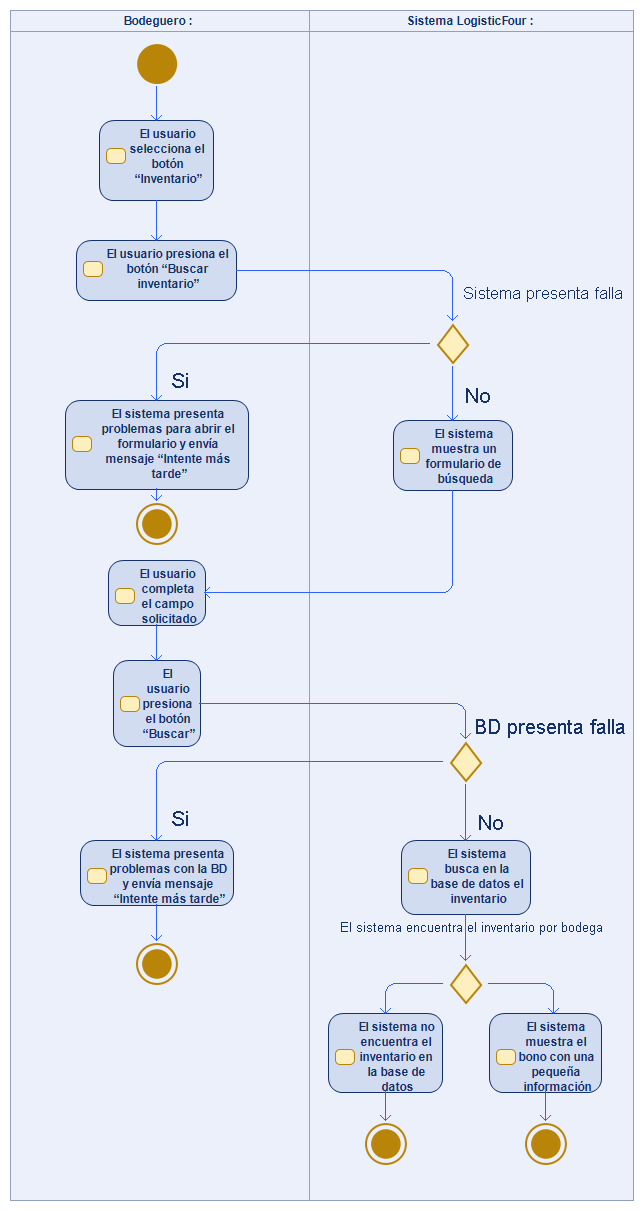 Bodeguero :
Sistema LogisticFour :
El usuario
selecciona el
botón
“Inventario”
El usuario presiona el
botón “Buscar
inventario”
Sistema presenta falla
Si
No
El sistema presenta
problemas para abrir el
formulario y envía
mensaje “Intente más
tarde”
El sistema
muestra un
formulario de
búsqueda
El usuario
completa
el campo
solicitado
El
usuario
presiona
el botón
“Buscar”
BD presenta falla
Si
No
El sistema presenta
problemas con la BD
y envía mensaje
“Intente más tarde”
El sistema
busca en la
base de datos el
inventario
El sistema encuentra el inventario por bodega
El sistema no
encuentra el
inventario en
la base de
datos
El sistema
muestra el
bono con una
pequeña
información